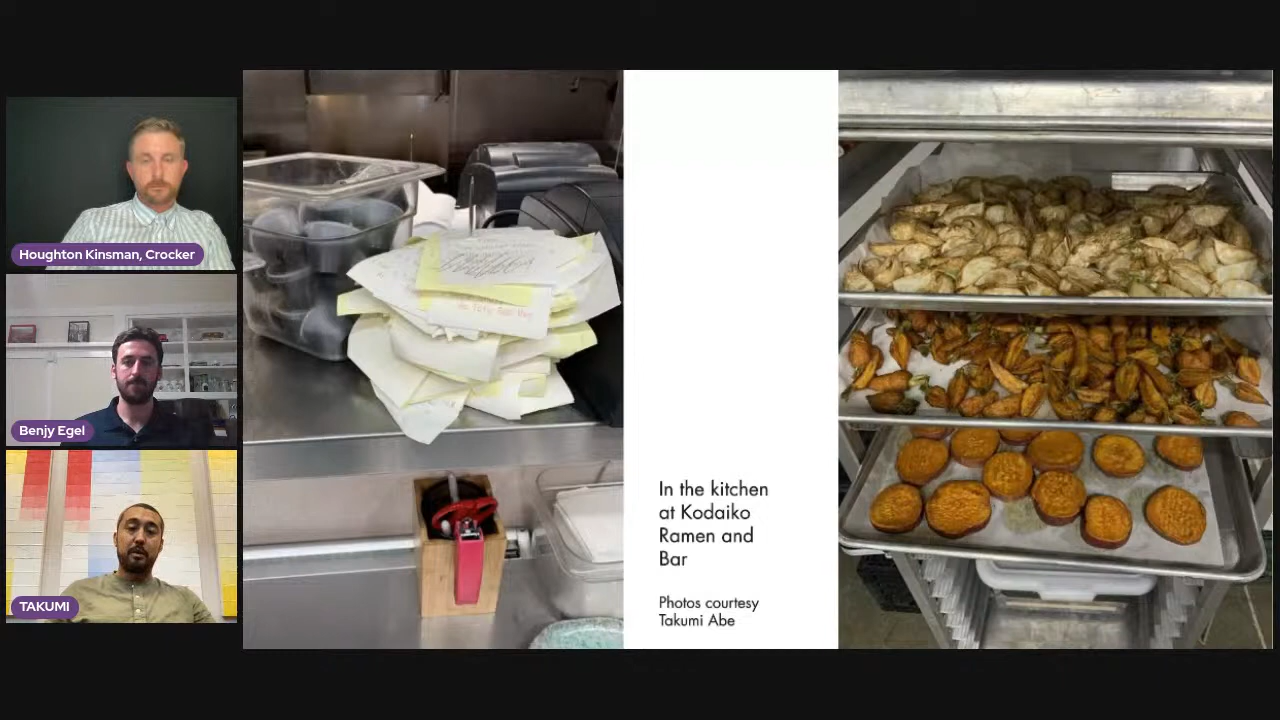 Houghton Kinsman, Crocker
Benjy Egel
TAKUMI
In the kitchen
at Kodaiko
Ramen and
Bar
Photos courtesy
Takumi Abe